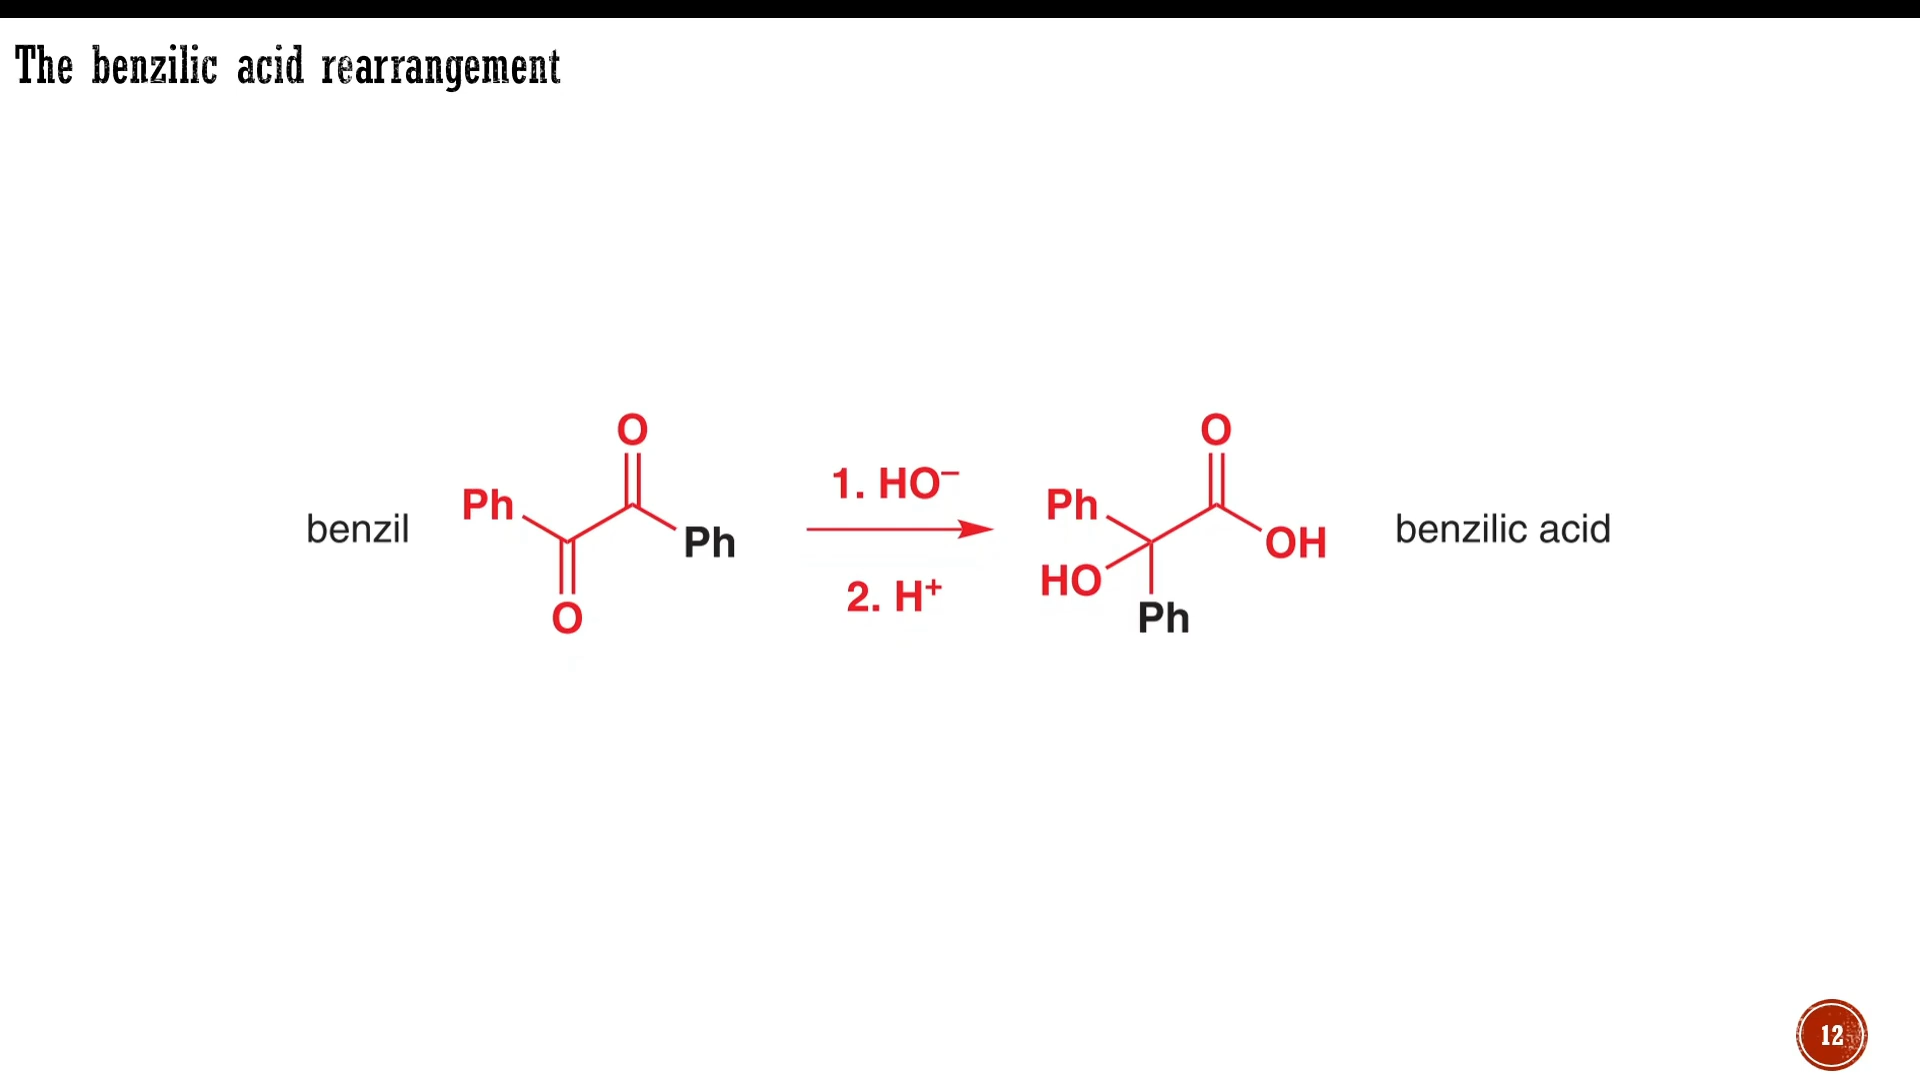 The benzilic acid rearrangement
benzil
Ph
O
O
Ph
1. HO⁻
2. H⁺
Ph
HO
Ph
O
OH
benzilic acid
12